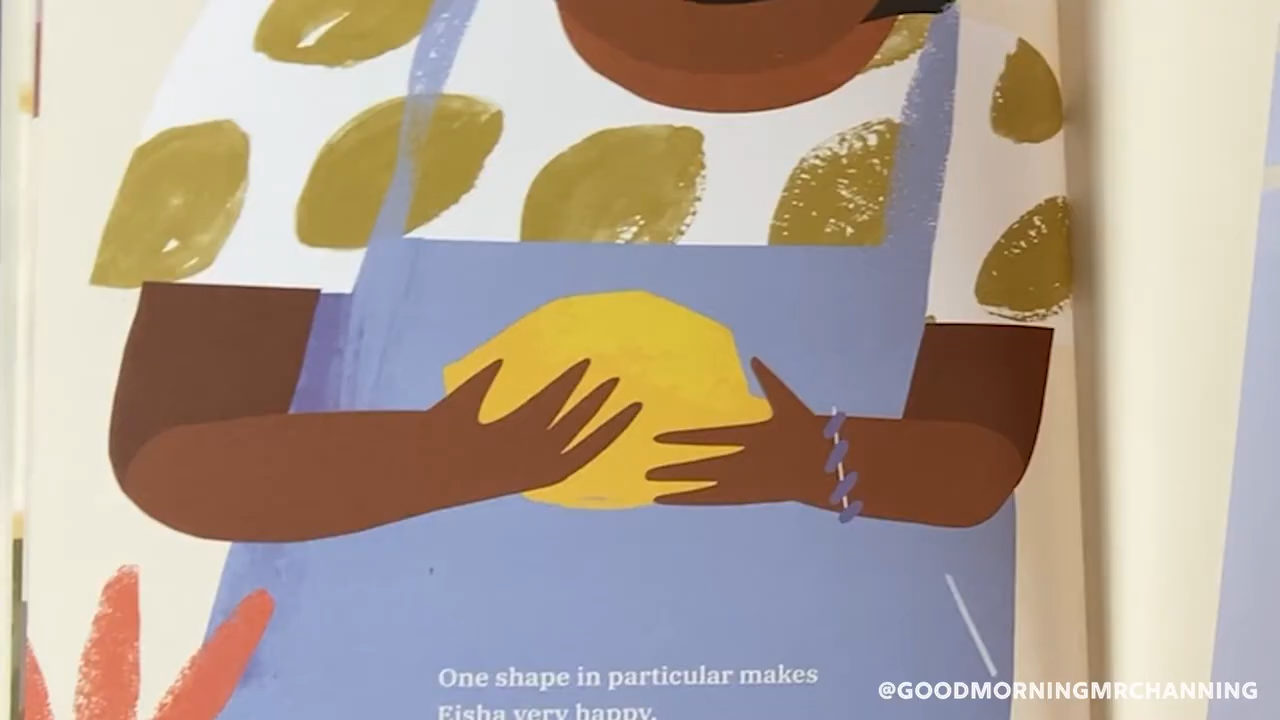 One shape in particular makes
Eisha very happy.
@GOODMORNINGMRCHANNING